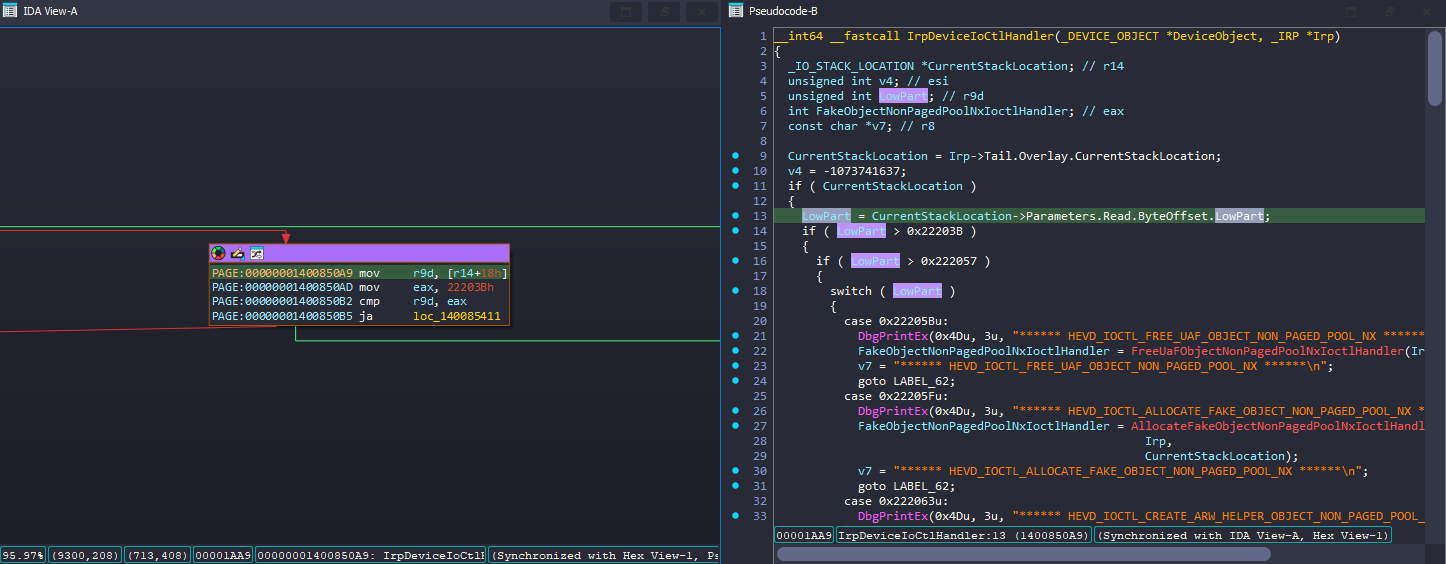 IDA View-A
PAGE:00000001400850A9 mov r9d, [r14+18h]
PAGE:00000001400850AD mov eax, 22203Bh
PAGE:00000001400850B2 cmp r9d, eax
PAGE:00000001400850B5 ja loc_140085411
95.97% (9300,208) (713,408) 00001AA9 00000001400850A9: IrpDeviceIoCtlH (Synchronized with Hex View-1, Ps
Pseudocode-B
1 __int64 __fastcall IrpDeviceIoCtlHandler(_DEVICE_OBJECT *DeviceObject, _IRP *Irp)
2 {
3 _IO_STACK_LOCATION *CurrentStackLocation; // r14
4 unsigned int v4; // esi
5 unsigned int LowPart; // r9d
6 int FakeObjectNonPagedPoolNxIoctlHandler; // eax
7 const char *v7; // r8
8
9 CurrentStackLocation = Irp->Tail.Overlay.CurrentStackLocation;
10 v4 = -1073741637;
11 if ( CurrentStackLocation )
12 {
13 LowPart = CurrentStackLocation->Parameters.Read.ByteOffset.LowPart;
14 if ( LowPart > 0x22203B )
15 {
16 if ( LowPart > 0x222057 )
17 {
18 switch ( LowPart )
19 {
20 case 0x22205Bu:
21 DbgPrintEx(0x4Du, 3u, "****** HEVD_IOCTL_FREE_UAF_OBJECT_NON_PAGED_POOL_NX ******
22 FakeObjectNonPagedPoolNxIoctlHandler = FreeUaFObjectNonPagedPoolNxIoctlHandler(Ir
23 v7 = "****** HEVD_IOCTL_FREE_UAF_OBJECT_NON_PAGED_POOL_NX ******\n";
24 goto LABEL_62;
25 case 0x22205Fu:
26 DbgPrintEx(0x4Du, 3u, "****** HEVD_IOCTL_ALLOCATE_FAKE_OBJECT_NON_PAGED_POOL_NX *
27 FakeObjectNonPagedPoolNxIoctlHandler = AllocateFakeObjectNonPagedPoolNxIoctlHandl
28 Irp,
29 CurrentStackLocation);
30 v7 = "****** HEVD_IOCTL_ALLOCATE_FAKE_OBJECT_NON_PAGED_POOL_NX ******\n";
31 goto LABEL_62;
32 case 0x222063u:
33 DbgPrintEx(0x4Du, 3u, "****** HEVD_IOCTL_CREATE_ARW_HELPER_OBJECT_NON_PAGED_POOL_
00001AA9 IrpDeviceIoCtlHandler:13 (1400850A9) (Synchronized with IDA View-A, Hex View-1)